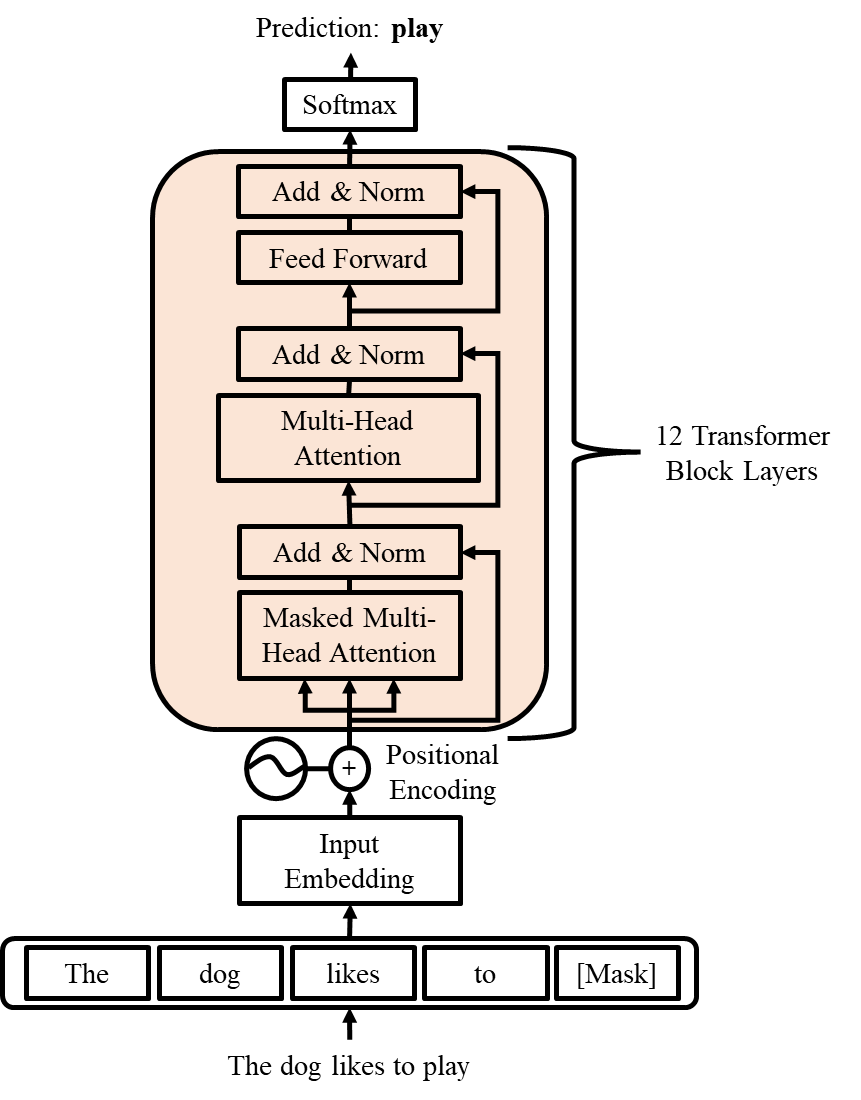 Prediction: play
Softmax
Add & Norm
Feed Forward
Add & Norm
Multi-Head
Attention
12 Transformer
Block Layers
Add & Norm
Masked Multi-
Head Attention
+
Positional
Encoding
Input
Embedding
The dog likes to [Mask]
The dog likes to play